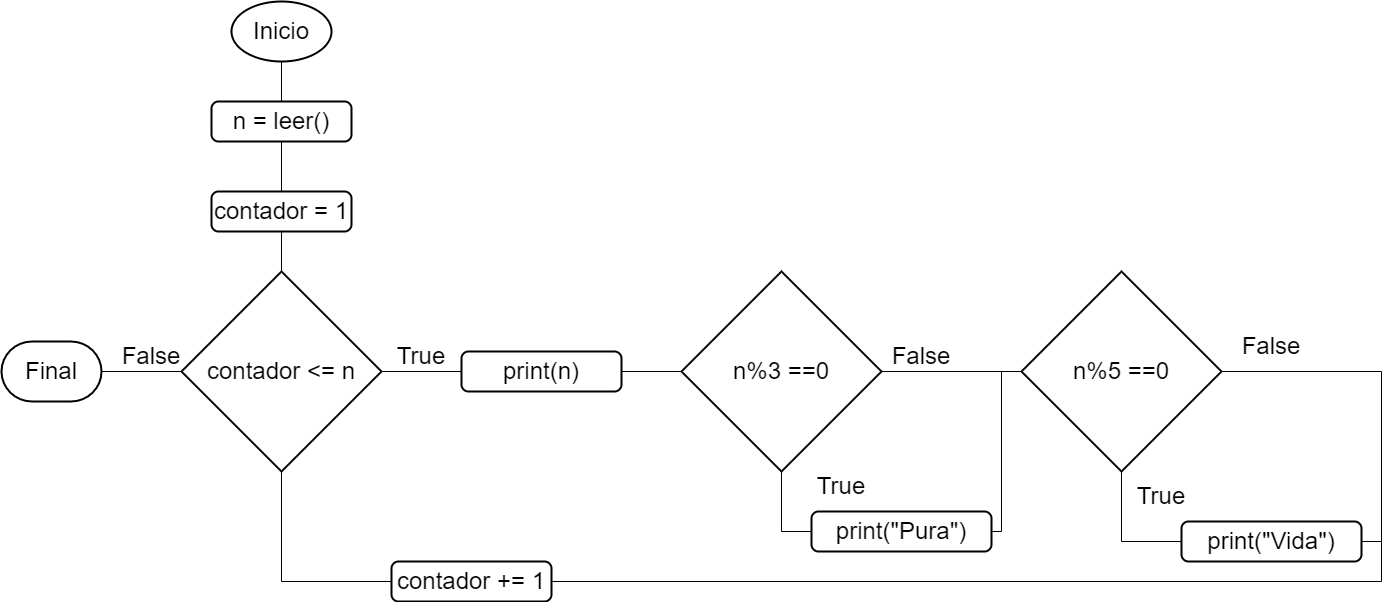 Inicio
n = leer()
contador = 1
Final
False
contador <= n
True
print(n)
n%3 ==0
False
True
print("Pura")
n%5 ==0
False
True
print("Vida")
contador += 1